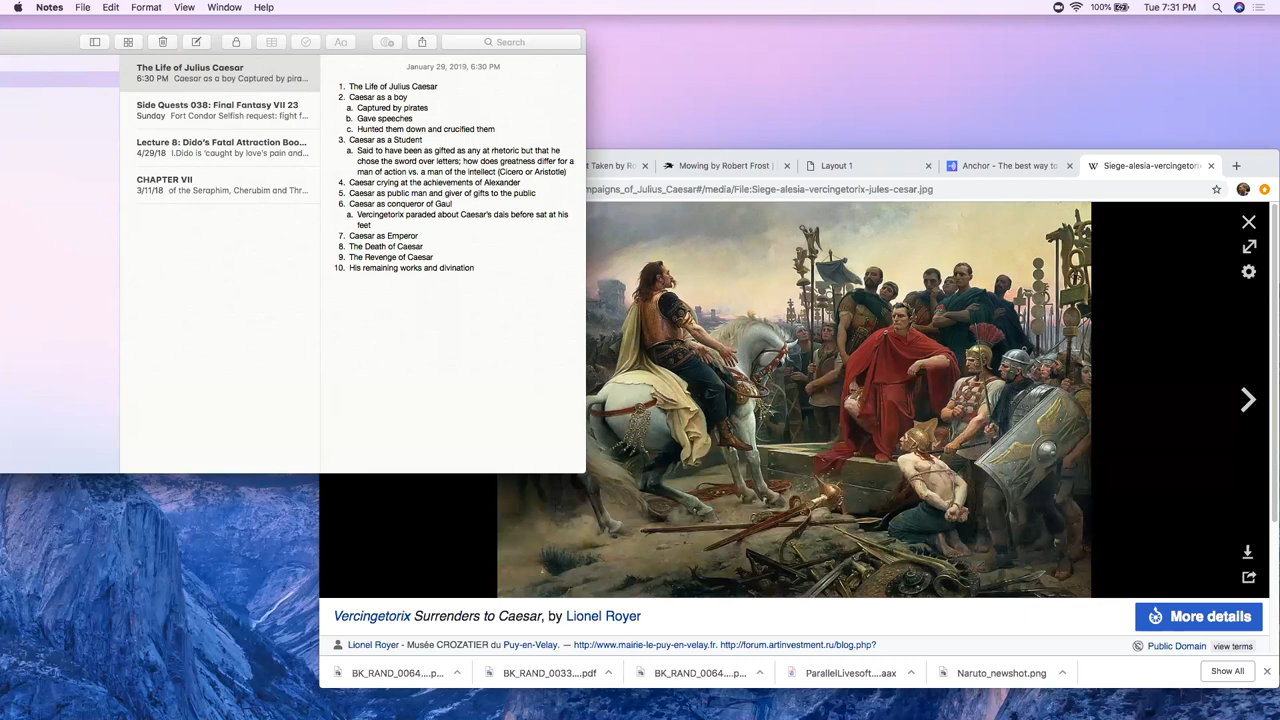 Notes File Edit Format View Window Help
100% Tue 7:31 PM
Search
The Life of Julius Caesar
6:30 PM Caesar as a boy Captured by pira...
Side Quests 038: Final Fantasy VII 23
Sunday Fort Condor Selfish request: fight f...
Lecture 8: Dido's Fatal Attraction Boo...
4/29/18 I.Dido is 'caught by love's pain and...
CHAPTER VII
3/11/18 of the Seraphim, Cherubim and Thr...
January 29, 2019, 6:30 PM
1. The Life of Julius Caesar
2. Caesar as a boy
a. Captured by pirates
b. Gave speeches
c. Hunted them down and crucified them
3. Caesar as a Student
a. Said to have been as gifted as any at rhetoric but that he
chose the sword over letters; how does greatness differ for a
man of action vs. a man of the intellect (Cicero or Aristotle)
4. Caesar crying at the achievements of Alexander
5. Caesar as public man and giver of gifts to the public
6. Caesar as conqueror of Gaul
a. Vercingetorix paraded about Caesar's dais before sat at his
feet
7. Caesar as Emperor
8. The Death of Caesar
9. The Revenge of Caesar
10. His remaining works and divination
t Taken by Ro Mowing by Robert Frost | Layout 1 Anchor - The best way to Siege-alesia-vercingetorix
mpaigns_of_Julius_Caesar#/media/File:Siege-alesia-vercingetorix-jules-cesar.jpg
Vercingetorix Surrenders to Caesar, by Lionel Royer
More details
Lionel Royer - Musée CROZATIER du Puy-en-Velay. — http://www.mairie-le-puy-en-velay.fr. http://forum.artinvestment.ru/blog.php?
Public Domain view terms
BK_RAND_0064....p... BK_RAND_0033....pdf BK_RAND_0064....p... ParallelLivesoft....aax Naruto_newshot.png Show All